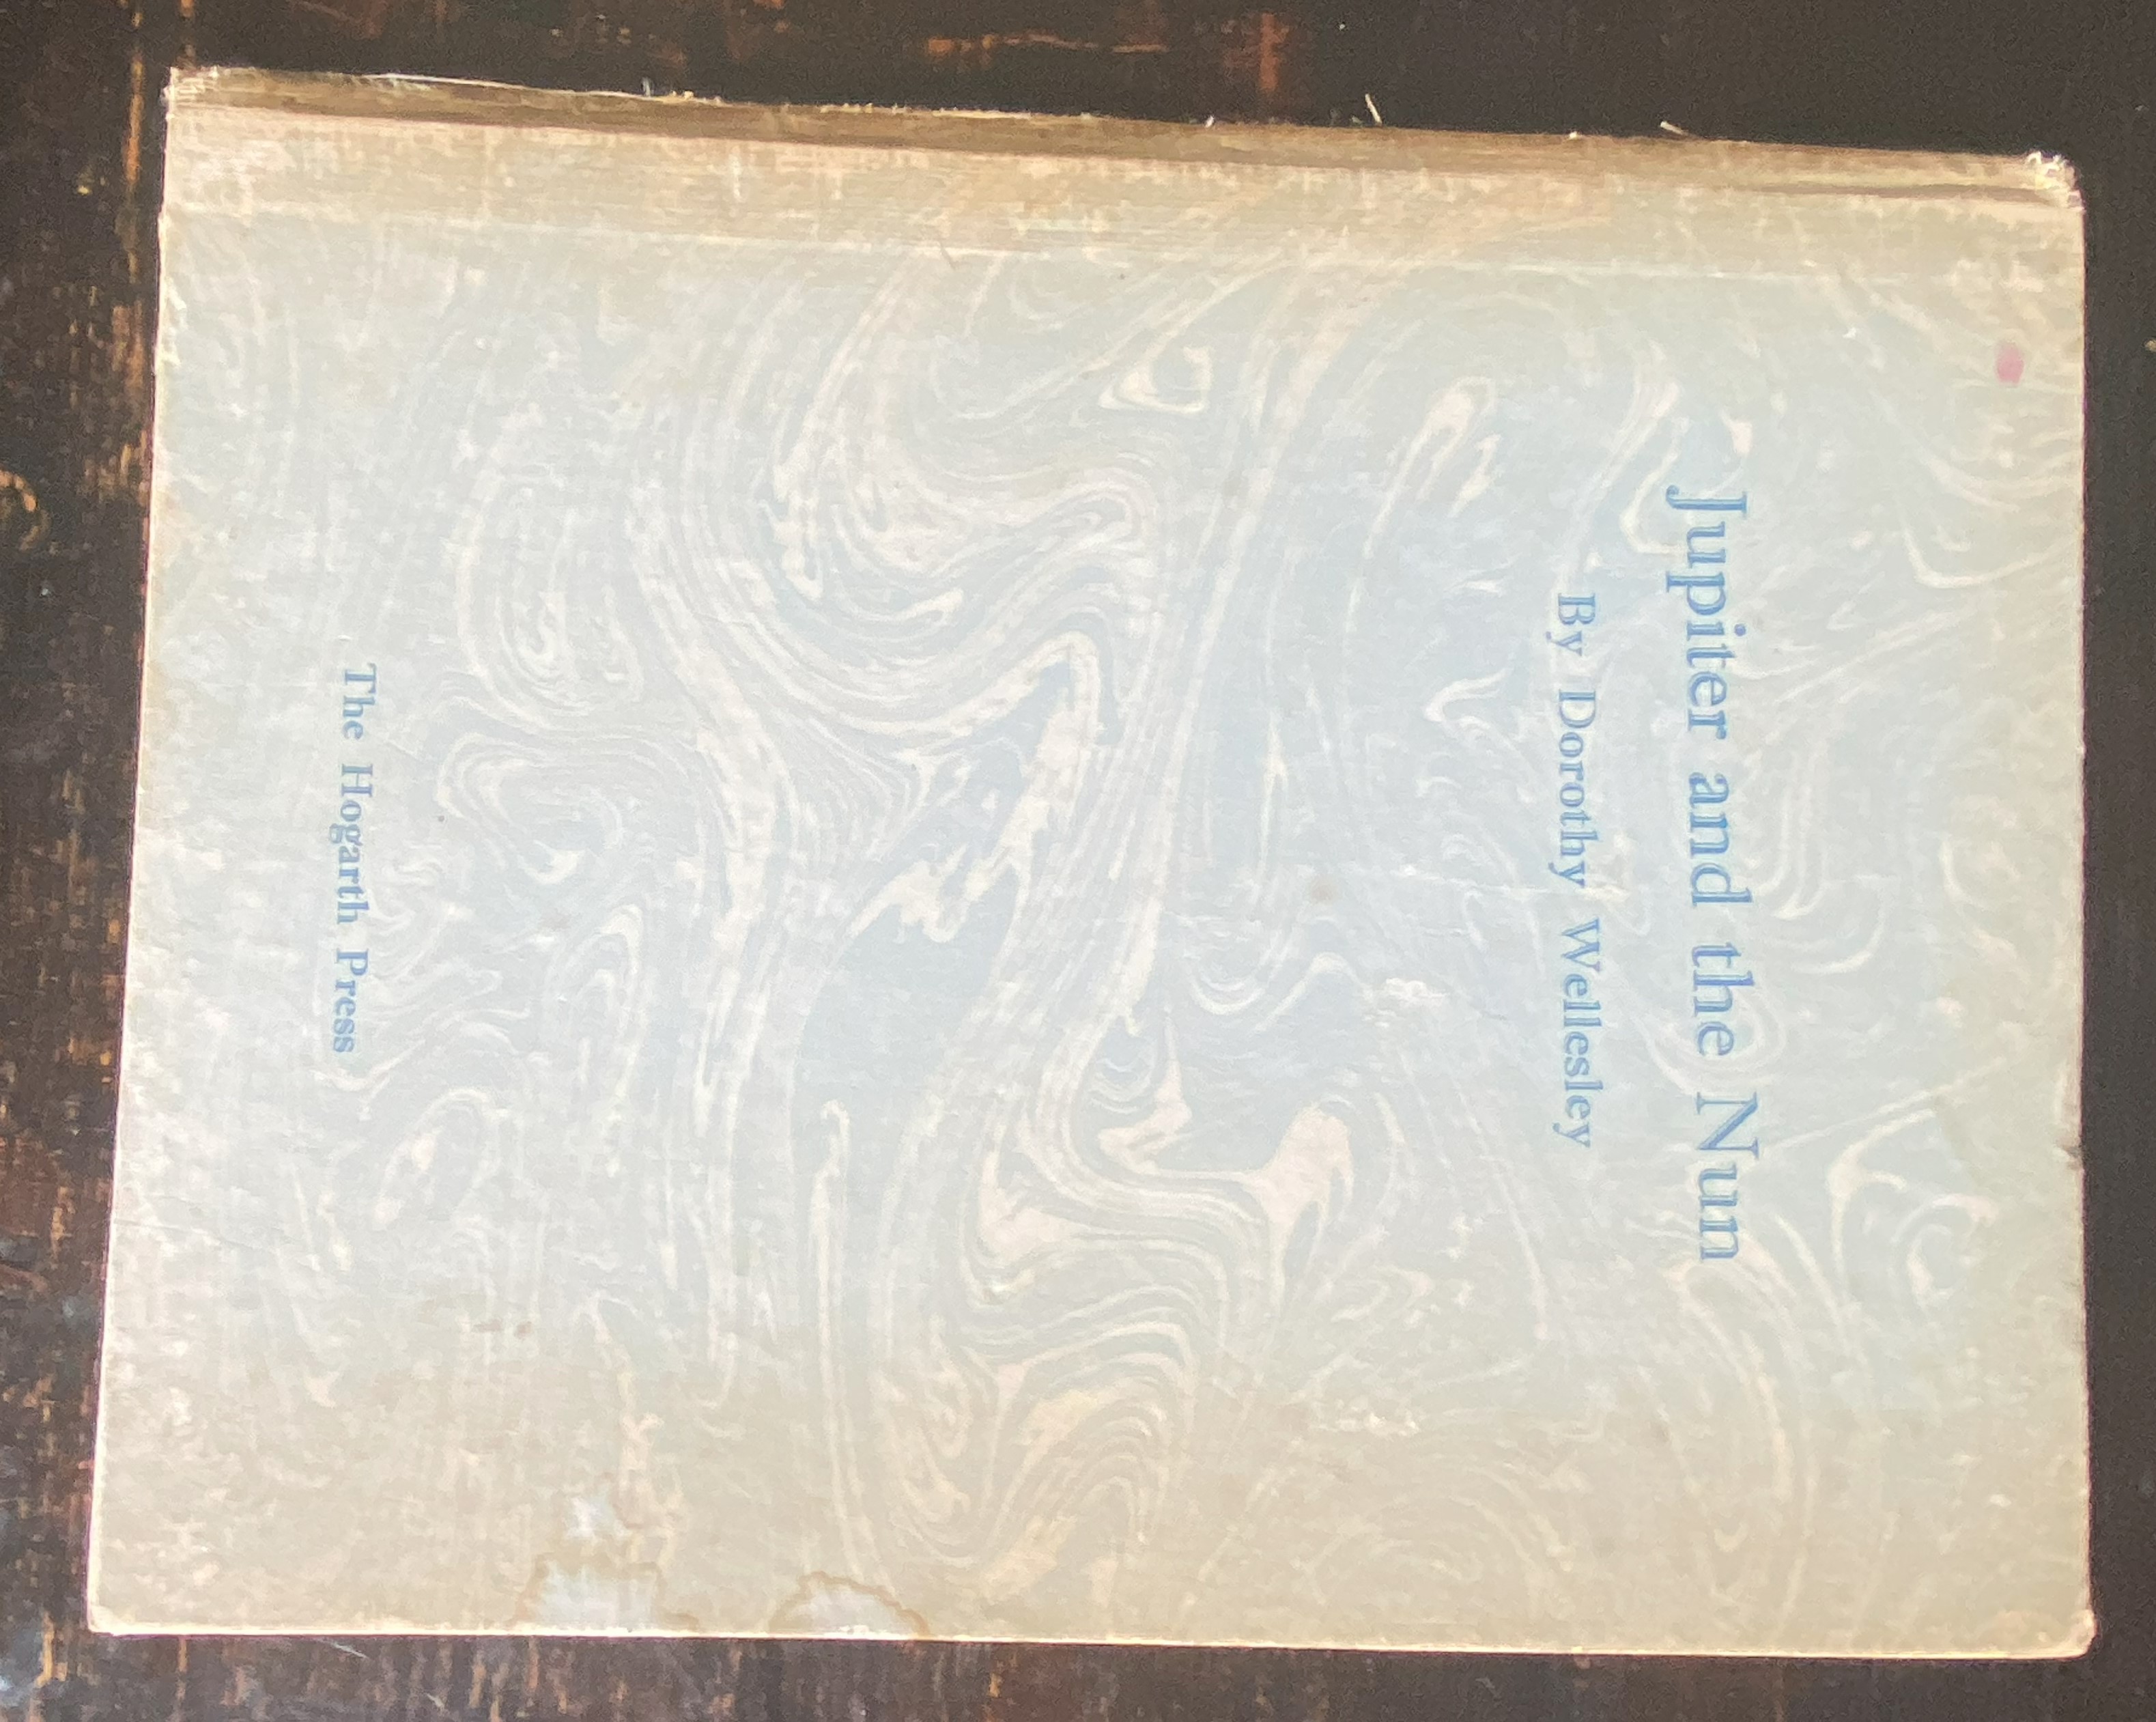 Jupiter and the Nun
By Dorothy Wellesley
The Hogarth Press